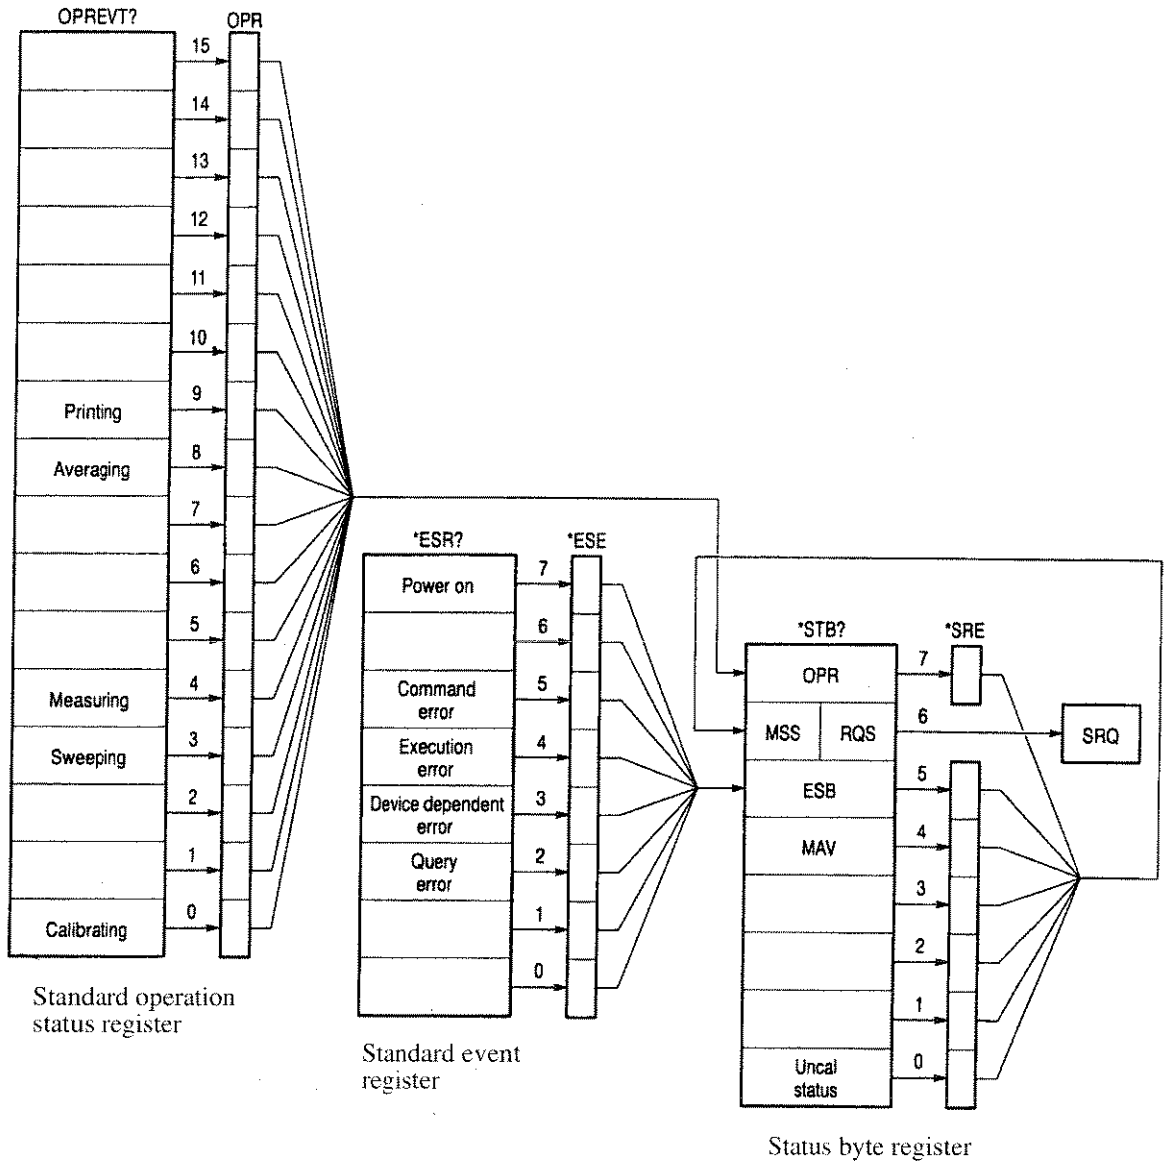 OPREVT?
OPR
15
14
13
12
11
10
Printing
9
Averaging
8
7
6
5
Measuring
4
Sweeping
3
2
1
Calibrating
0
Standard operation
status register
*ESR?
*ESE
Power on
7
6
Command
error
5
Execution
error
4
Device dependent
error
3
Query
error
2
1
0
Standard event
register
*STB?
*SRE
OPR
7
MSS
RQS
6
SRQ
ESB
5
MAV
4
3
2
1
Uncal
status
0
Status byte register